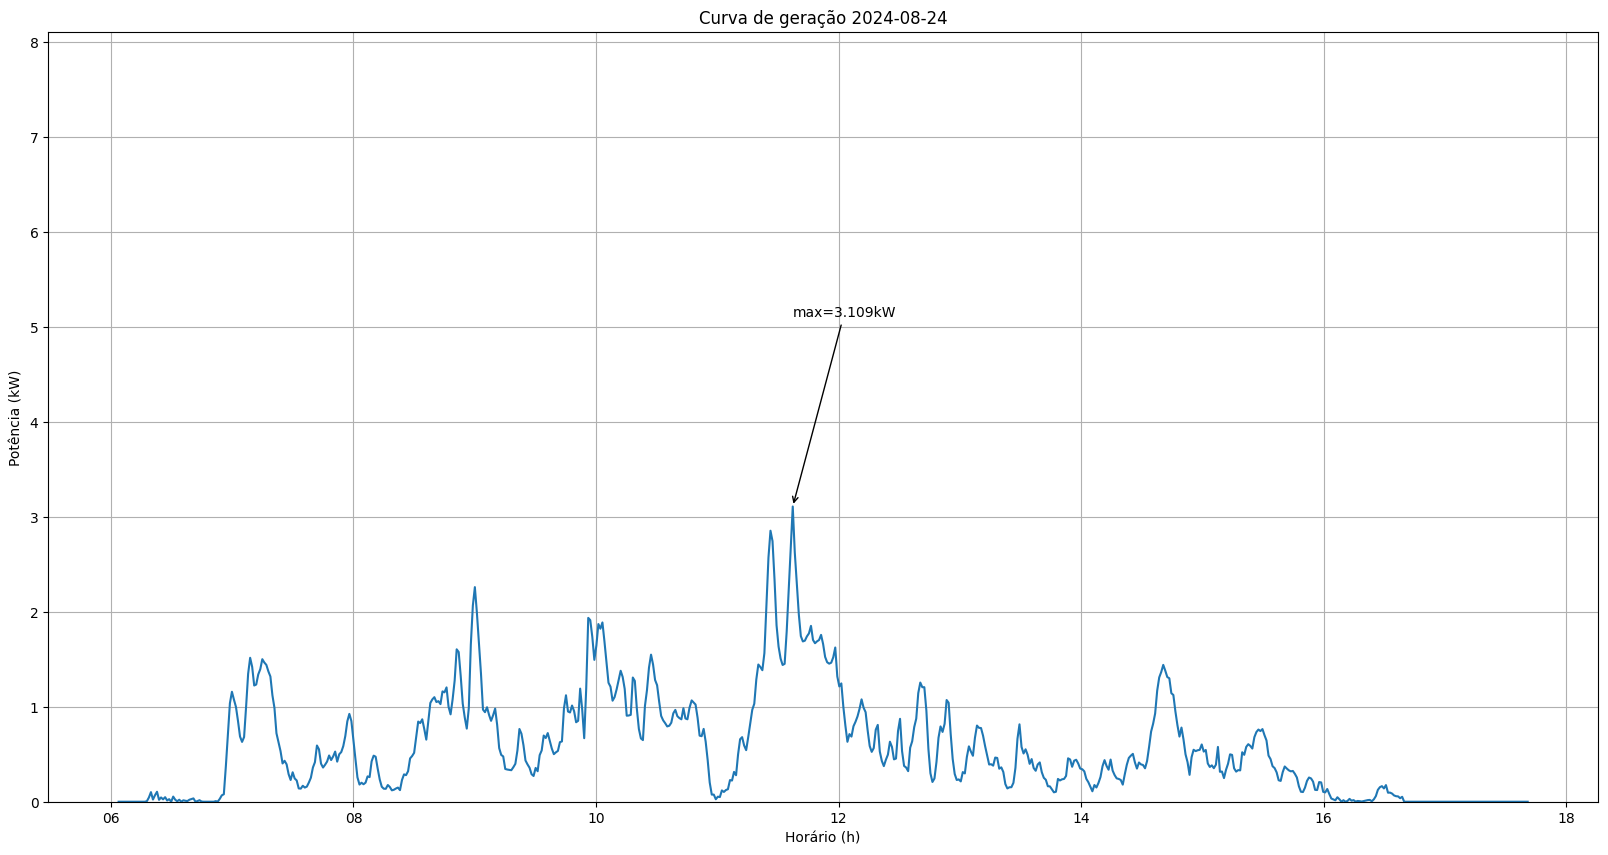 Curva de geração 2024-08-24
8
7
6
5
4
3
2
1
0
Potência (kW)
max=3.109kW
06 08 10 12 14 16 18
Horário (h)